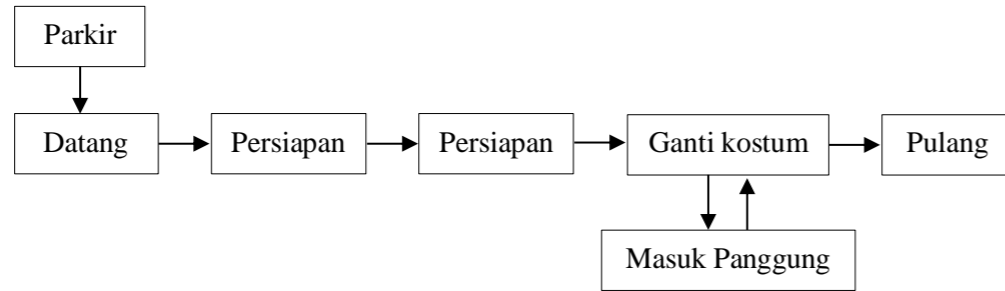 Parkir
Datang
Persiapan
Persiapan
Ganti kostum
Pulang
Masuk Panggung